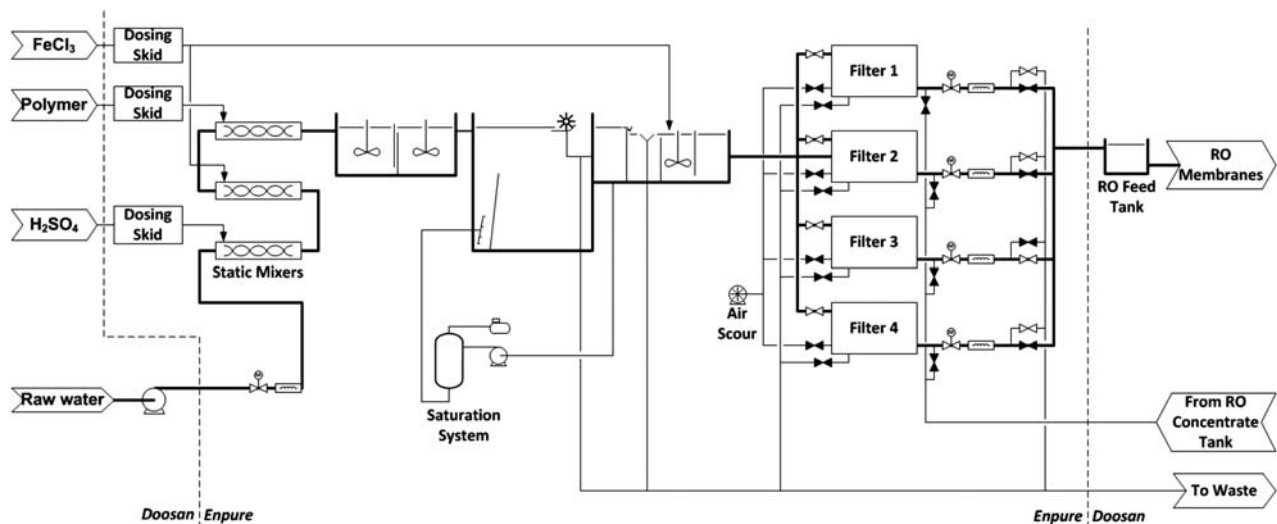 FeCl₃
Dosing
Skid
Polymer
Dosing
Skid
H₂SO₄
Dosing
Skid
Static Mixers
Raw water
Saturation
System
Air
Scour
Filter 1
Filter 2
Filter 3
Filter 4
RO Feed
Tank
RO
Membranes
From RO
Concentrate
Tank
To Waste
Doosan
Enpure
Enpure
Doosan